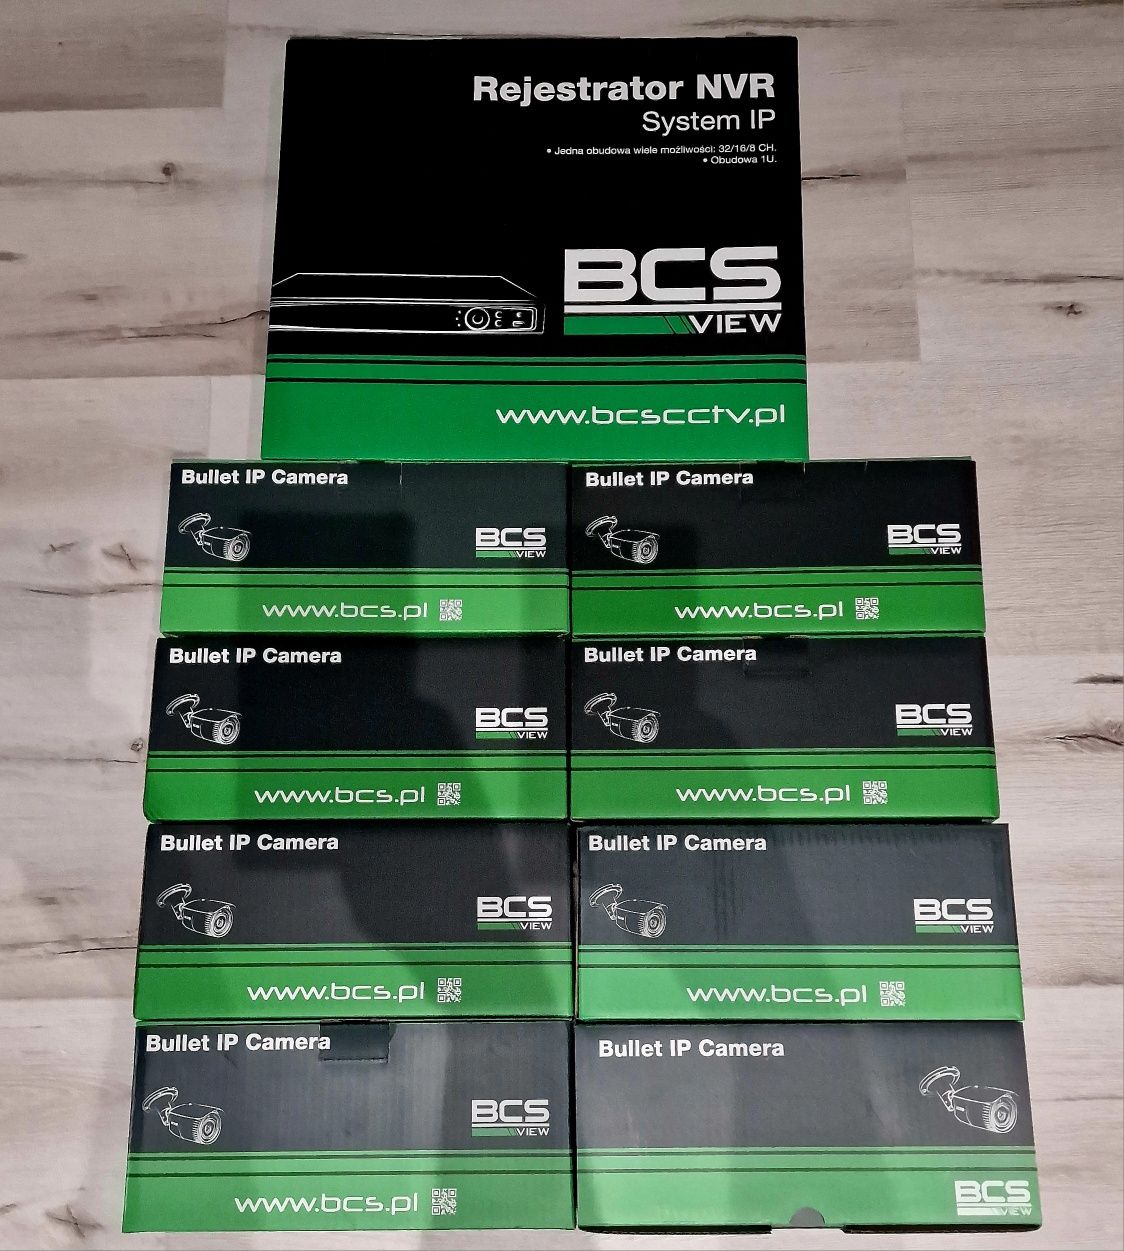 Rejestrator NVR
System IP
• Jedna obudowa wiele możliwości: 32/16/8 CH.
• Obudowa 1U.
BCS
VIEW
www.bcscctv.pl
Bullet IP Camera
BCS
VIEW
www.bcs.pl
Bullet IP Camera
BCS
VIEW
www.bcs.pl
Bullet IP Camera
BCS
VIEW
www.bcs.pl
Bullet IP Camera
BCS
VIEW
www.bcs.pl
Bullet IP Camera
BCS
VIEW
www.bcs.pl
Bullet IP Camera
BCS
VIEW
www.bcs.pl
Bullet IP Camera
BCS
VIEW
www.bcs.pl
Bullet IP Camera
BCS
VIEW